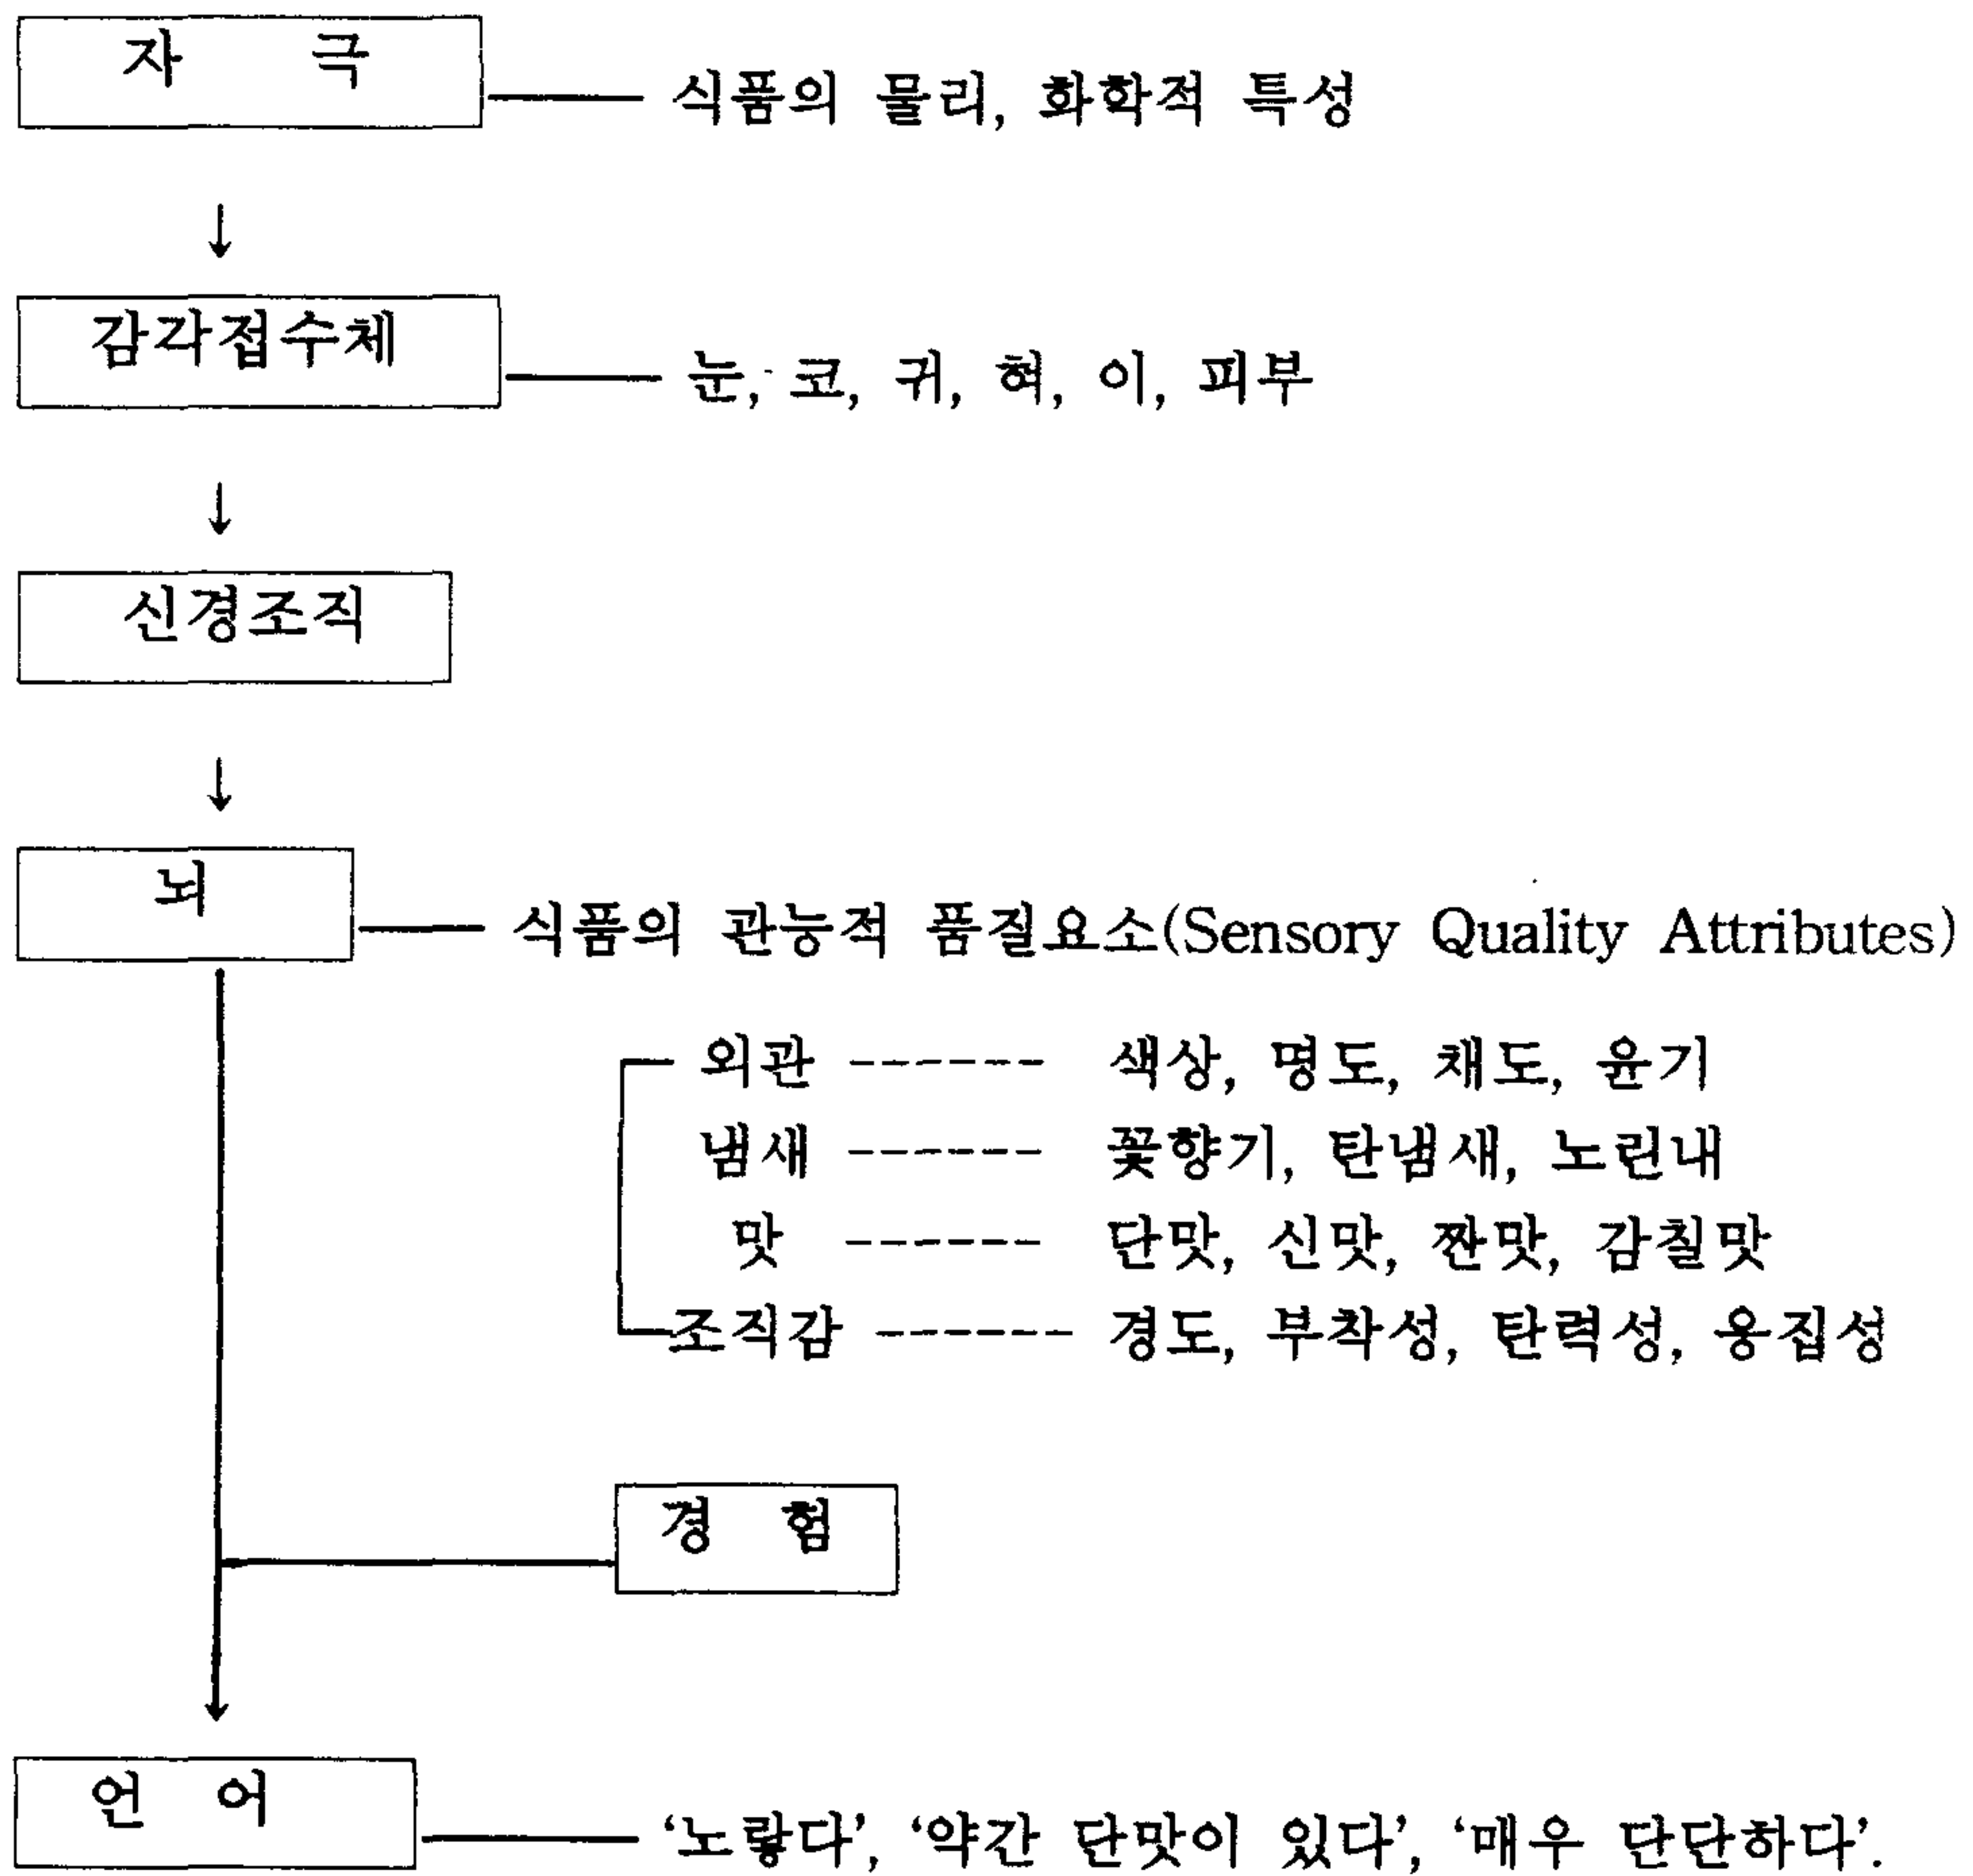 자 극
식품의 물리, 화학적 특성
↓
감각접수체
눈, 코, 귀, 혀, 이, 피부
↓
신경조직
↓
뇌
식품의 관능적 품질요소(Sensory Quality Attributes)
외관 ------ 색상, 명도, 채도, 윤기
냄새 ------ 꽃향기, 탄냄새, 노린내
맛 ------ 단맛, 신맛, 짠맛, 감칠맛
조직감 ------ 경도, 부착성, 탄력성, 응집성
경 험
언 어
‘노랗다’, ‘약간 단맛이 있다’, ‘매우 단단하다’.